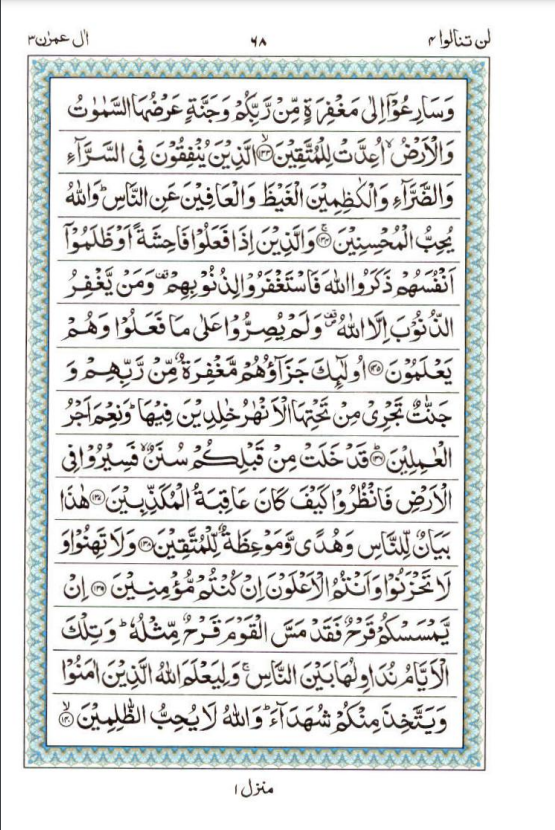 لن تنالوا ۴ ٦٨ اٰل عمرٰن ۳
وَسَارِعُوْۤا اِلٰى مَغْفِرَةٍ مِّنْ رَّبِّكُمْ وَجَنَّةٍ عَرْضُهَا السَّمٰوٰتُ
وَالْاَرْضُ ۙ اُعِدَّتْ لِلْمُتَّقِيْنَ ۙ﴿۱۳۳﴾ الَّذِيْنَ يُنْفِقُوْنَ فِى السَّرَّآءِ
وَالضَّرَّآءِ وَالْكٰظِمِيْنَ الْغَيْظَ وَالْعَافِيْنَ عَنِ النَّاسِ ؕ وَاللّٰهُ
يُحِبُّ الْمُحْسِنِيْنَ ۚ﴿۱۳۴﴾ وَالَّذِيْنَ اِذَا فَعَلُوْا فَاحِشَةً اَوْ ظَلَمُوْۤا
اَنْفُسَهُمْ ذَكَرُوا اللّٰهَ فَاسْتَغْفَرُوْا لِذُنُوْبِهِمْ ۪ وَمَنْ يَّغْفِرُ
الذُّنُوْبَ اِلَّا اللّٰهُ ۪ۖ وَلَمْ يُصِرُّوْا عَلٰى مَا فَعَلُوْا وَهُمْ
يَعْلَمُوْنَ ﴿۱۳۵﴾ اُولٰٓئِكَ جَزَآؤُهُمْ مَّغْفِرَةٌ مِّنْ رَّبِّهِمْ وَ
جَنّٰتٌ تَجْرِىْ مِنْ تَحْتِهَا الْاَنْهٰرُ خٰلِدِيْنَ فِيْهَا ؕ وَنِعْمَ اَجْرُ
الْعٰمِلِيْنَ ؕ﴿۱۳۶﴾ قَدْ خَلَتْ مِنْ قَبْلِكُمْ سُنَنٌ ۙ فَسِيْرُوْا فِى
الْاَرْضِ فَانْظُرُوْا كَيْفَ كَانَ عَاقِبَةُ الْمُكَذِّبِيْنَ ﴿۱۳۷﴾ هٰذَا
بَيَانٌ لِّلنَّاسِ وَهُدًى وَّمَوْعِظَةٌ لِّلْمُتَّقِيْنَ ﴿۱۳۸﴾ وَلَا تَهِنُوْا وَ
لَا تَحْزَنُوْا وَاَنْتُمُ الْاَعْلَوْنَ اِنْ كُنْتُمْ مُّؤْمِنِيْنَ ﴿۱۳۹﴾ اِنْ
يَّمْسَسْكُمْ قَرْحٌ فَقَدْ مَسَّ الْقَوْمَ قَرْحٌ مِّثْلُهٗ ؕ وَتِلْكَ
الْاَيَّامُ نُدَاوِلُهَا بَيْنَ النَّاسِ ۚ وَلِيَعْلَمَ اللّٰهُ الَّذِيْنَ اٰمَنُوْا
وَيَتَّخِذَ مِنْكُمْ شُهَدَآءَ ؕ وَاللّٰهُ لَا يُحِبُّ الظّٰلِمِيْنَ ۙ﴿۱۴۰﴾
منزل ۱